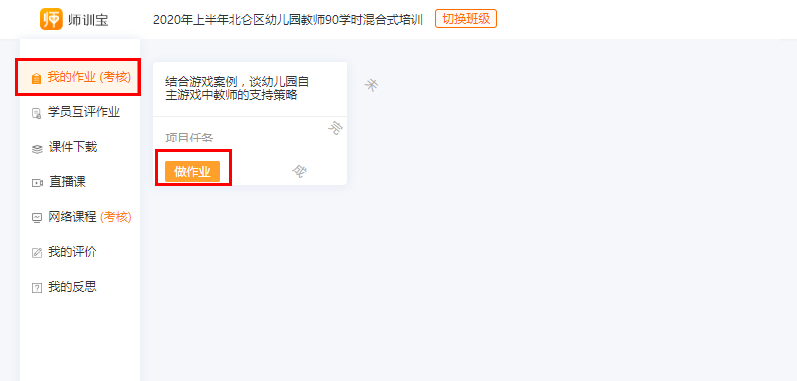 师 师训宝
2020年上半年北仑区幼儿园教师90学时混合式培训 切换班级
我的作业 (考核)
学员互评作业
课件下载
直播课
网络课程 (考核)
我的评价
我的反思
结合游戏案例，谈幼儿园自
主游戏中教师的支持策略
项目任务
做作业
未
完
成